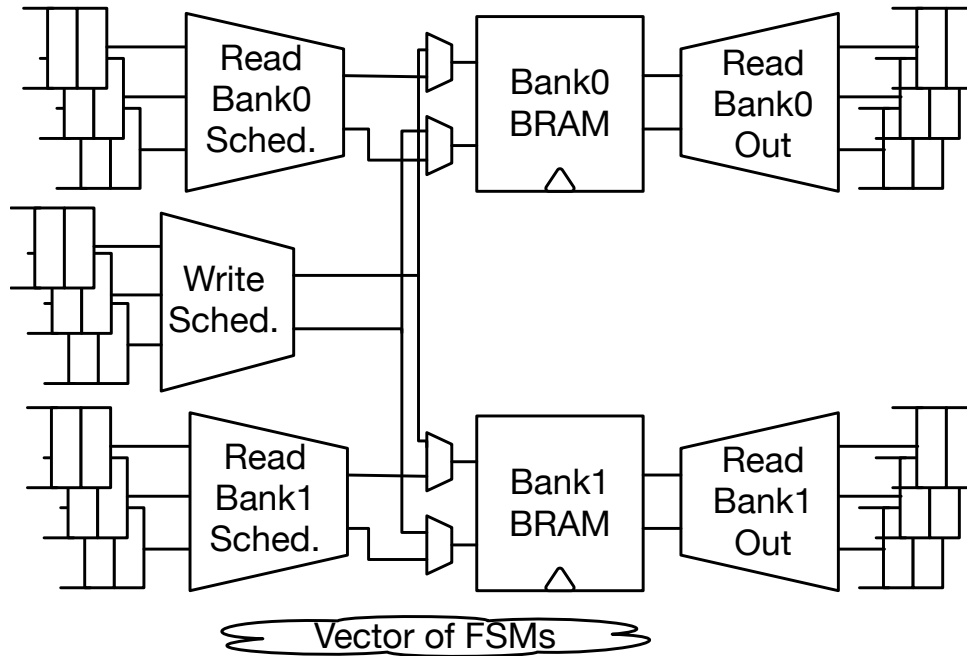 Read
Bank0
Sched.
Bank0
BRAM
Read
Bank0
Out
Write
Sched.
Read
Bank1
Sched.
Bank1
BRAM
Read
Bank1
Out
Vector of FSMs